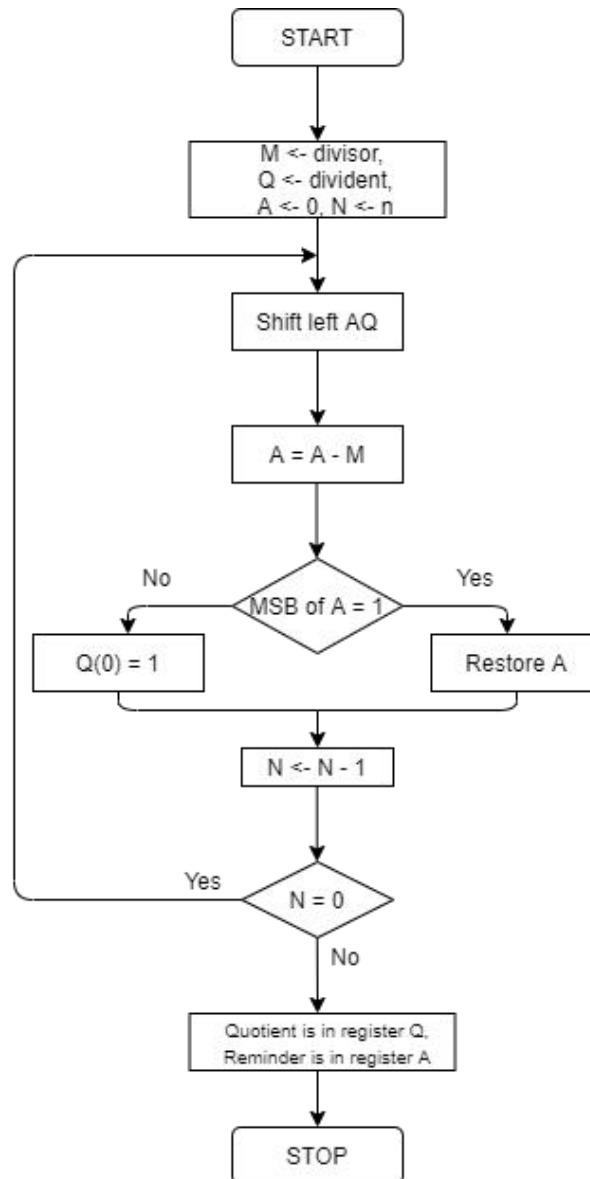 START
M <- divisor,
Q <- divident,
A <- 0, N <- n
Shift left AQ
A = A - M
No
Yes
MSB of A = 1
Q(0) = 1
Restore A
N <- N - 1
Yes
N = 0
No
Quotient is in register Q,
Reminder is in register A
STOP